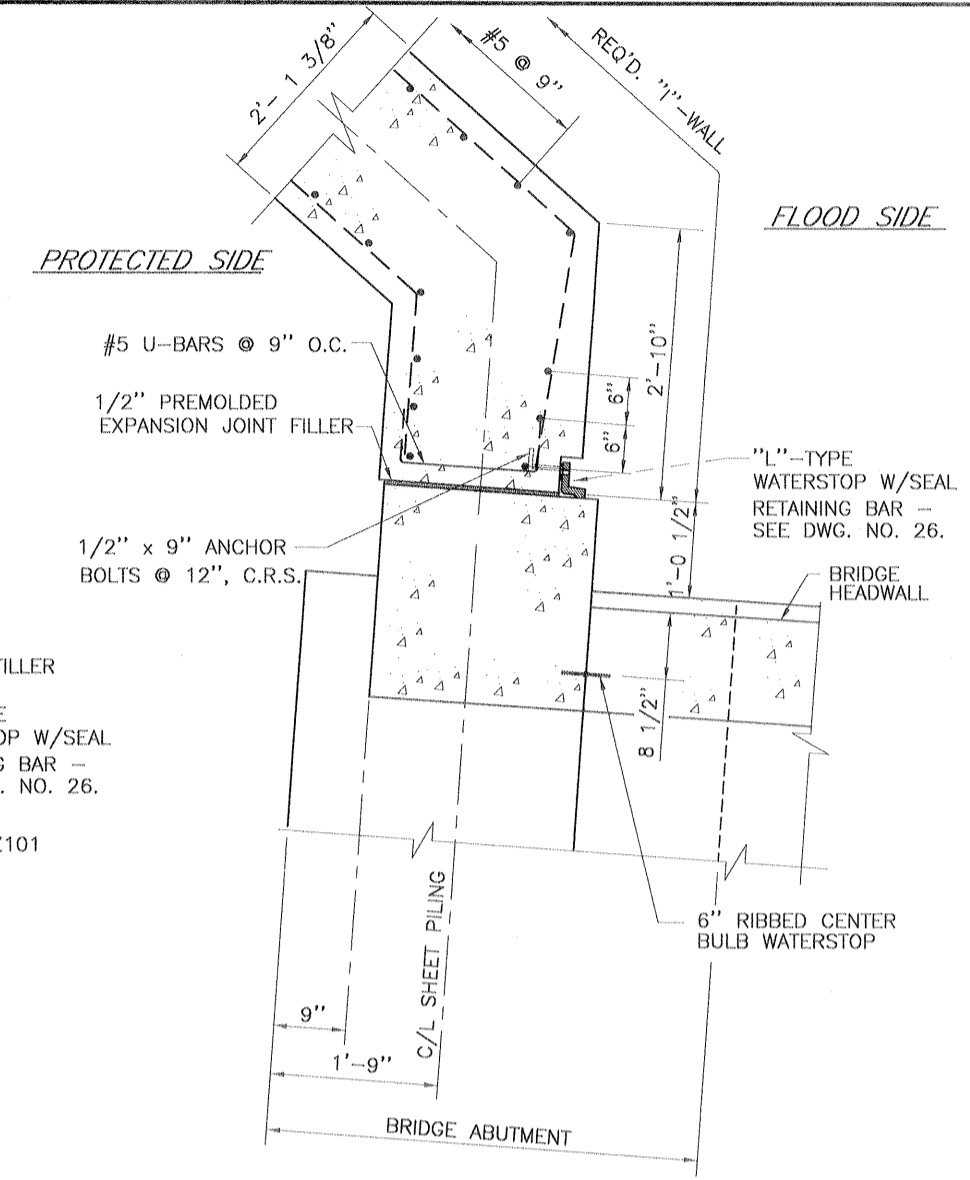 2'- 1 3/8"
#5 @ 9"
REQ'D. "I"-WALL
FLOOD SIDE
PROTECTED SIDE
#5 U-BARS @ 9" O.C.
1/2" PREMOLDED
EXPANSION JOINT FILLER
2'-10"
6"
6"
"L"-TYPE
WATERSTOP W/SEAL
RETAINING BAR -
SEE DWG. NO. 26.
1/2" x 9" ANCHOR
BOLTS @ 12", C.R.S.
1'-0 1/2"
BRIDGE
HEADWALL
8 1/2"
W/SEAL
BAR -
NO. 26.
6" RIBBED CENTER
BULB WATERSTOP
C/L SHEET PILING
9"
1'-9"
BRIDGE ABUTMENT